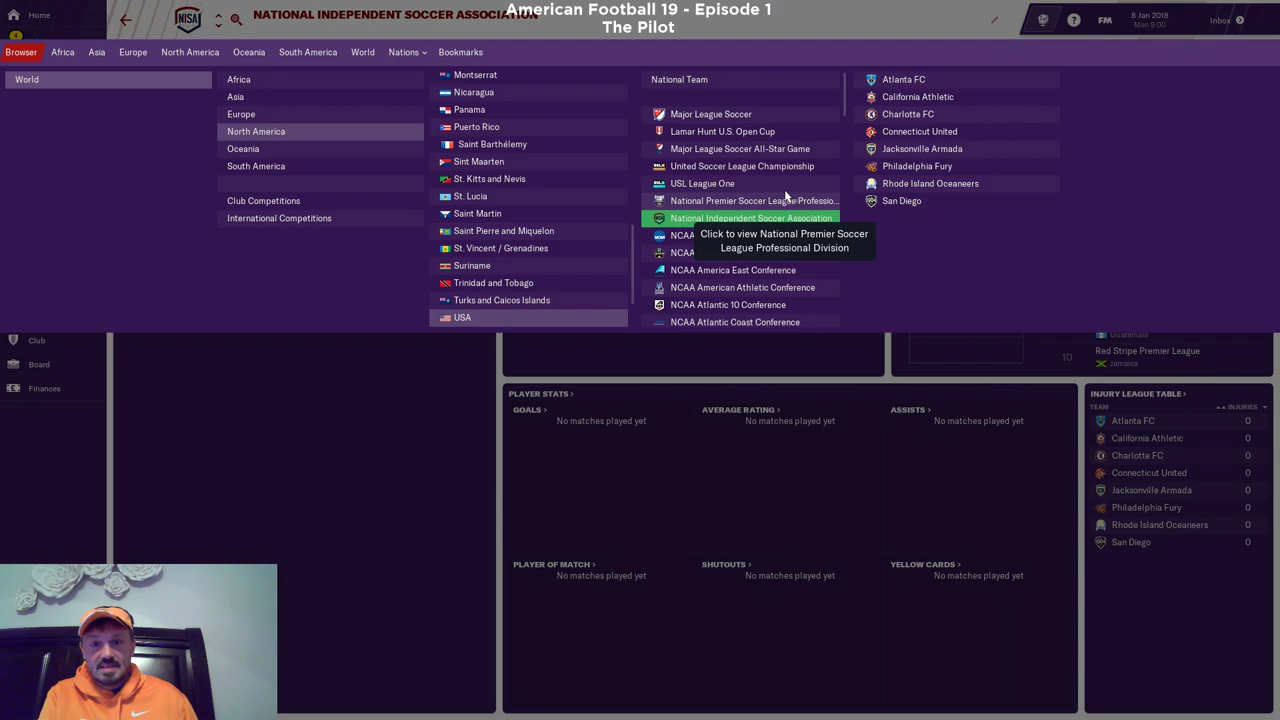 American Football 19 - Episode 1
The Pilot
Home
4
NISA
NATIONAL INDEPENDENT SOCCER ASSOCIATION
FM
8 Jan 2018
Mon 9:00
Inbox
Browser
Africa
Asia
Europe
North America
Oceania
South America
World
Nations
Bookmarks
World
Africa
Asia
Europe
North America
Oceania
South America
Club Competitions
International Competitions
Montserrat
Nicaragua
Panama
Puerto Rico
Saint Barthélemy
Sint Maarten
St. Kitts and Nevis
St. Lucia
Saint Martin
Saint Pierre and Miquelon
St. Vincent / Grenadines
Suriname
Trinidad and Tobago
Turks and Caicos Islands
USA
National Team
Major League Soccer
Lamar Hunt U.S. Open Cup
Major League Soccer All-Star Game
United Soccer League Championship
USL League One
National Premier Soccer League Professio...
National Independent Soccer Association
NCAA
NCAA
NCAA America East Conference
NCAA American Athletic Conference
NCAA Atlantic 10 Conference
NCAA Atlantic Coast Conference
Click to view National Premier Soccer
League Professional Division
Atlanta FC
California Athletic
Charlotte FC
Connecticut United
Jacksonville Armada
Philadelphia Fury
Rhode Island Oceaneers
San Diego
Club
Board
Finances
Guatemala
10
Red Stripe Premier League
Jamaica
PLAYER STATS
GOALS
No matches played yet
AVERAGE RATING
No matches played yet
ASSISTS
No matches played yet
PLAYER OF MATCH
No matches played yet
SHUTOUTS
No matches played yet
YELLOW CARDS
No matches played yet
INJURY LEAGUE TABLE
TEAM INJURIES
Atlanta FC 0
California Athletic 0
Charlotte FC 0
Connecticut United 0
Jacksonville Armada 0
Philadelphia Fury 0
Rhode Island Oceaneers 0
San Diego 0